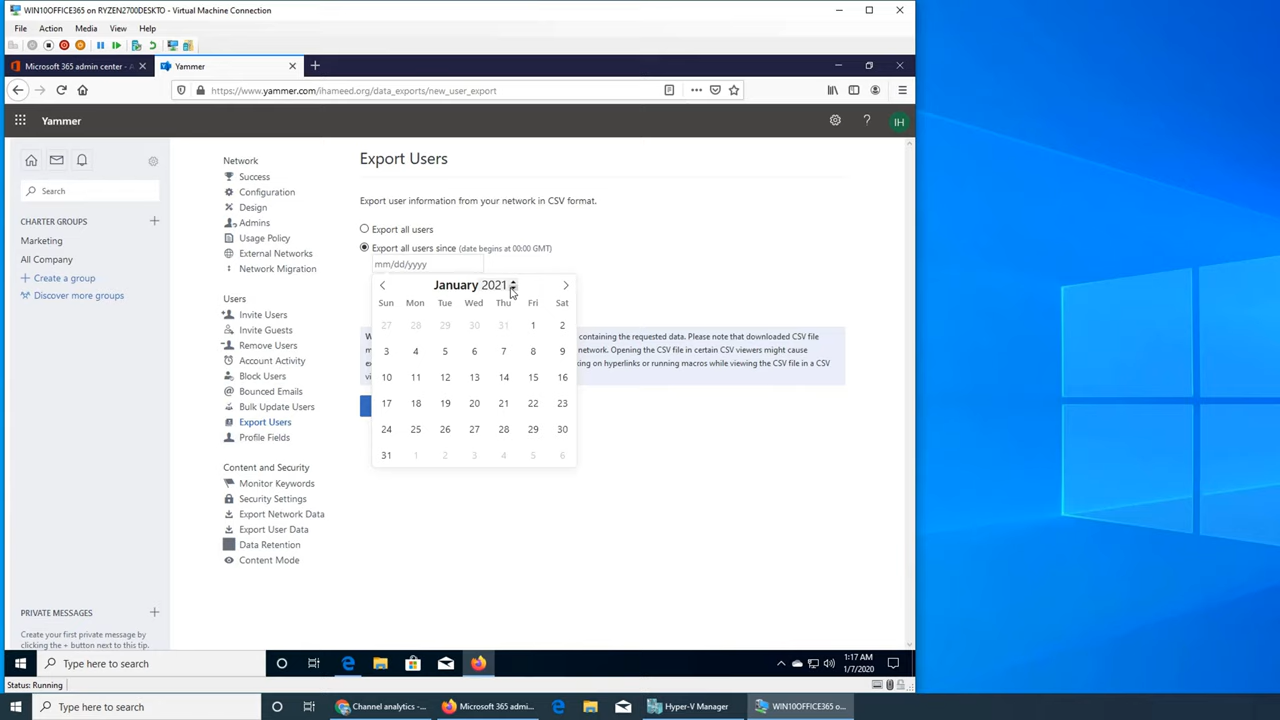 WIN10OFFICE365 on RYZEN2700DESKTO - Virtual Machine Connection
File Action Media View Help
Microsoft 365 admin center - A
Yammer
https://www.yammer.com/ihameed.org/data_exports/new_user_export
Yammer
IH
Search
CHARTER GROUPS
Marketing
All Company
Create a group
Discover more groups
PRIVATE MESSAGES
Create your first private message by
clicking the + button next to this tip.
Network
Success
Configuration
Design
Admins
Usage Policy
External Networks
Network Migration
Users
Invite Users
Invite Guests
Remove Users
Account Activity
Block Users
Bounced Emails
Bulk Update Users
Export Users
Profile Fields
Content and Security
Monitor Keywords
Security Settings
Export Network Data
Export User Data
Data Retention
Content Mode
Export Users
Export user information from your network in CSV format.
Export all users
Export all users since (date begins at 00:00 GMT)
mm/dd/yyyy
January 2021
Sun Mon Tue Wed Thu Fri Sat
27 28 29 30 31 1 2
3 4 5 6 7 8 9
10 11 12 13 14 15 16
17 18 19 20 21 22 23
24 25 26 27 28 29 30
31 1 2 3 4 5 6
containing the requested data. Please note that downloaded CSV file
network. Opening the CSV file in certain CSV viewers might cause
on hyperlinks or running macros while viewing the CSV file in a CSV
Type here to search
1:17 AM
1/7/2020
Status: Running
Type here to search
Channel analytics -...
Microsoft 365 admi...
Hyper-V Manager
WIN10OFFICE365 o...